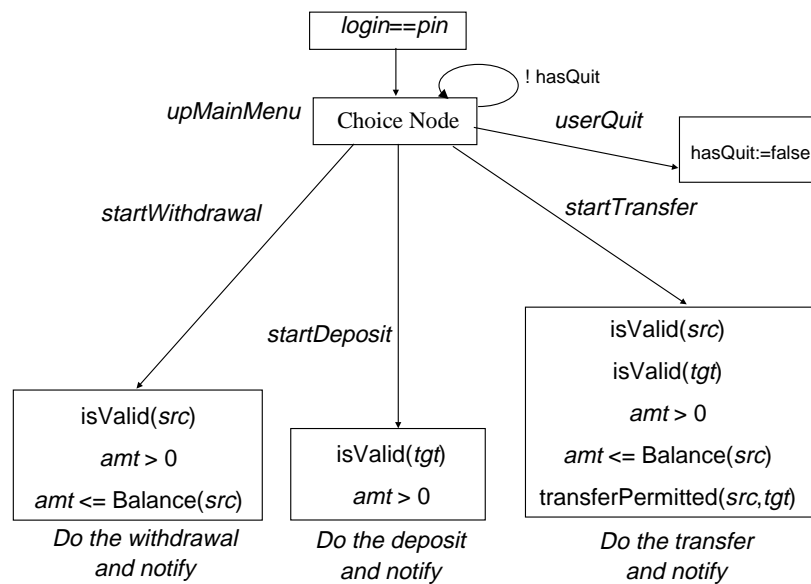 login==pin
! hasQuit
upMainMenu
Choice Node
userQuit
hasQuit:=false
startWithdrawal
startTransfer
startDeposit
isValid(src)
amt > 0
amt <= Balance(src)
Do the withdrawal
and notify
isValid(tgt)
amt > 0
Do the deposit
and notify
isValid(src)
isValid(tgt)
amt > 0
amt <= Balance(src)
transferPermitted(src,tgt)
Do the transfer
and notify